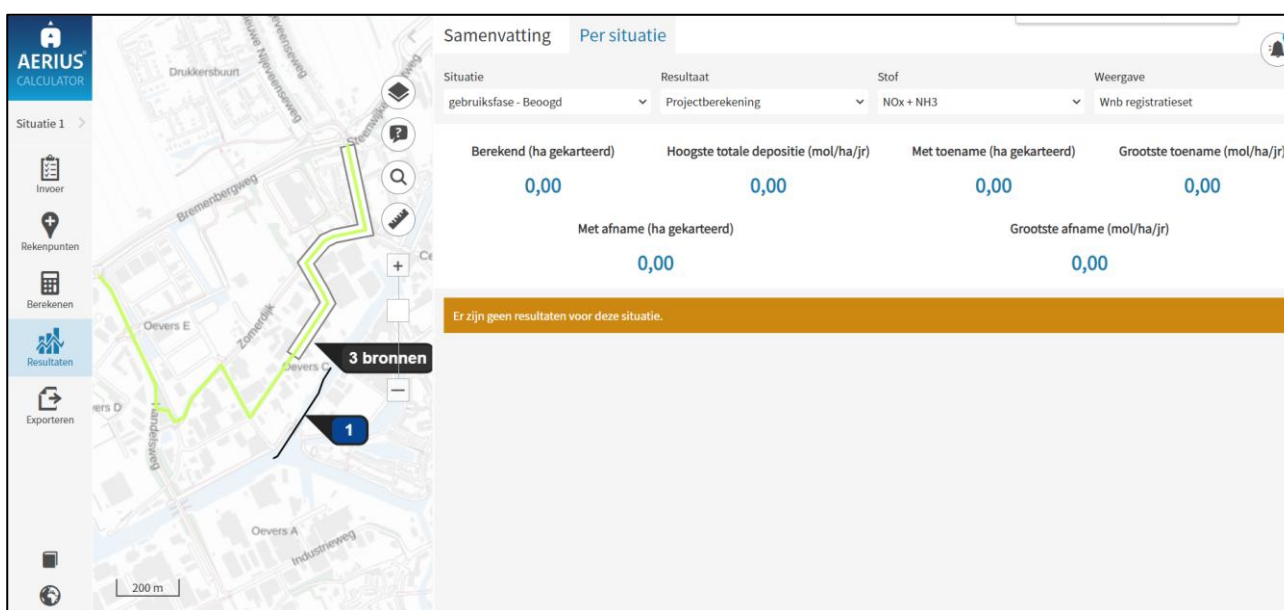 AERIUS®
CALCULATOR
Situatie 1
Invoer
Rekenpunten
Berekenen
Resultaten
Exporteren
Drukkersbuurt
Bremenbergweg
Oevers E
Zomerdijk
Oevers C
Handelsweg
Oevers A
Industrieweg
3 bronnen
1
200 m
Samenvatting Per situatie
Situatie Resultaat Stof Weergave
gebruiksfase - Beoogd Projectberekening NOx + NH3 Wnb registratieset
Berekend (ha gekarteerd) Hoogste totale depositie (mol/ha/jr) Met toename (ha gekarteerd) Grootste toename (mol/ha/jr)
0,00 0,00 0,00 0,00
Met afname (ha gekarteerd) Grootste afname (mol/ha/jr)
0,00 0,00
Er zijn geen resultaten voor deze situatie.